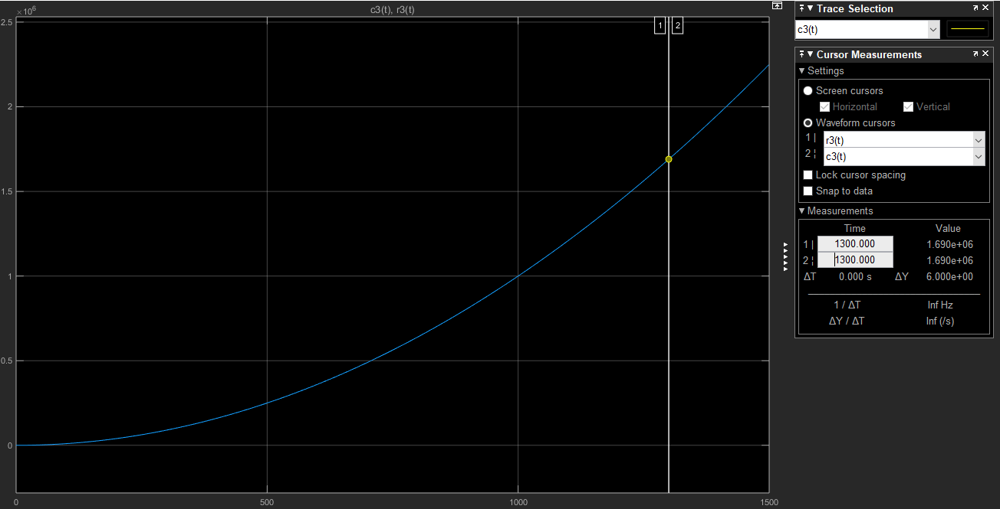 ×10⁶
c3(t), r3(t)
2.5
2
1.5
1
0.5
0
0
500
1000
1500
1
2
Trace Selection
c3(t)
Cursor Measurements
Settings
Screen cursors
Horizontal
Vertical
Waveform cursors
1 | r3(t)
2 ¦ c3(t)
Lock cursor spacing
Snap to data
Measurements
Time Value
1 | 1300.000 1.690e+06
2 ¦ 1300.000 1.690e+06
ΔT 0.000 s ΔY 6.000e+00
1 / ΔT Inf Hz
ΔY / ΔT Inf (/s)